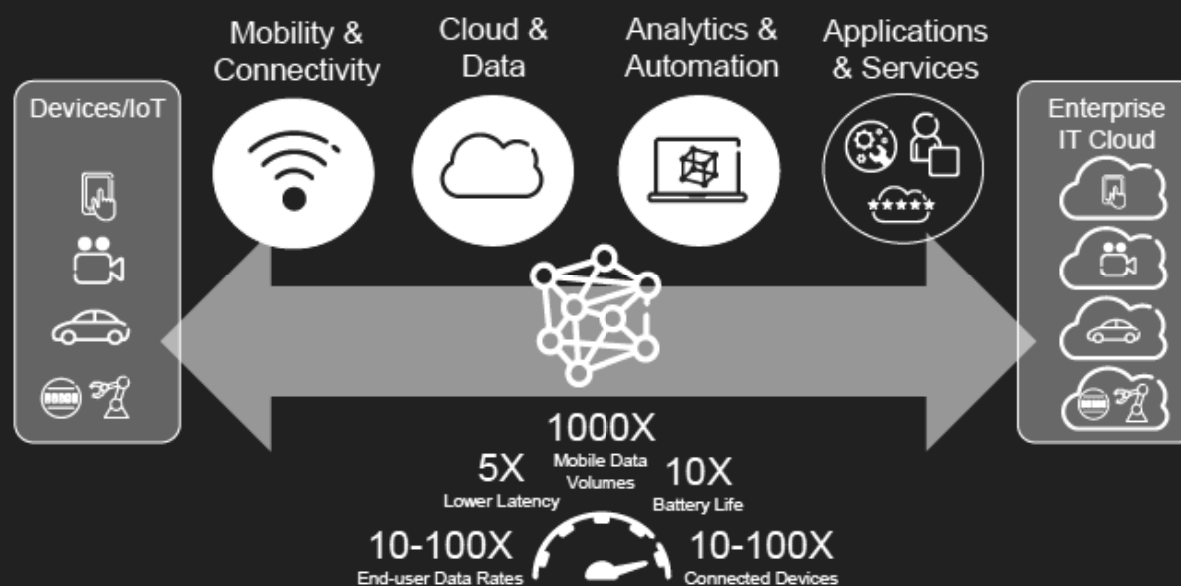 Mobility &
Connectivity
Cloud &
Data
Analytics &
Automation
Applications
& Services
Devices/IoT
Enterprise
IT Cloud
1000X
Mobile Data
Volumes
5X
Lower Latency
10X
Battery Life
10-100X
End-user Data Rates
10-100X
Connected Devices